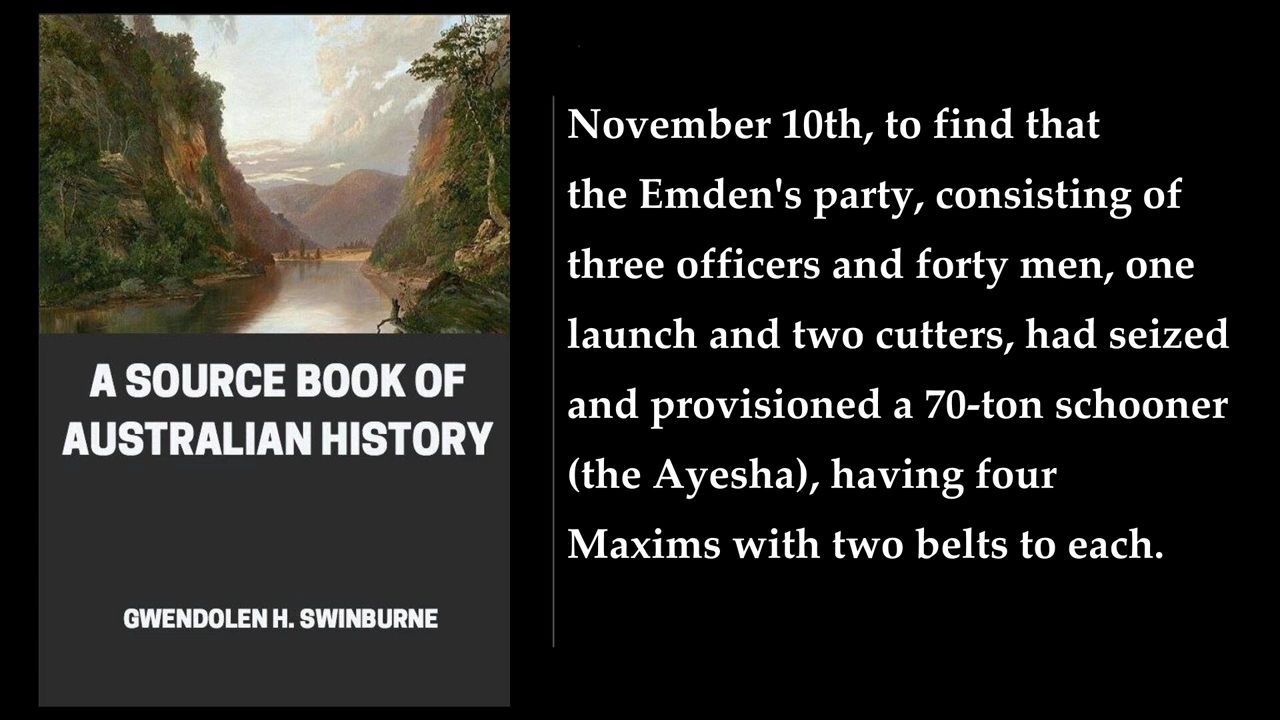 A SOURCE BOOK OF
AUSTRALIAN HISTORY
GWENDOLEN H. SWINBURNE
November 10th, to find that
the Emden's party, consisting of
three officers and forty men, one
launch and two cutters, had seized
and provisioned a 70-ton schooner
(the Ayesha), having four
Maxims with two belts to each.